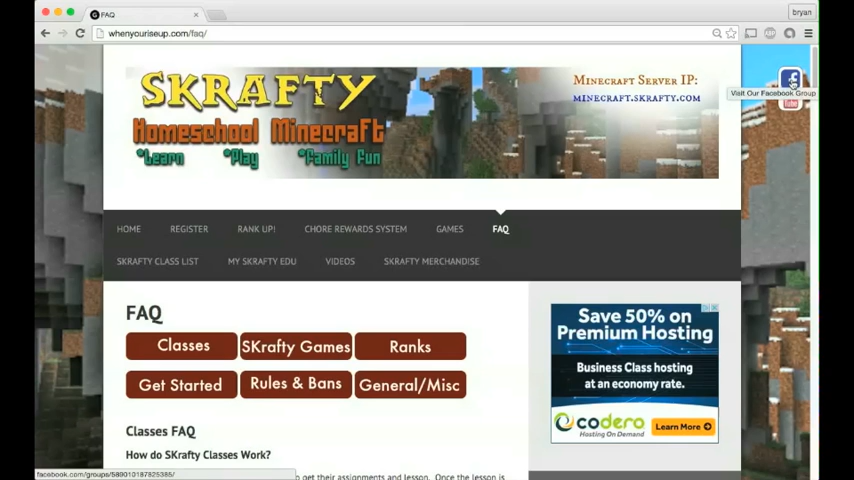 FAQ
bryan
whenyouriseup.com/faq/
SKRAFTY
Homeschool Minecraft
*Learn *Play *Family Fun
Minecraft Server IP:
MINECRAFT.SKRAFTY.COM
Visit Our Facebook Group
You Tube
HOME REGISTER RANK UP! CHORE REWARDS SYSTEM GAMES FAQ
SKRAFTY CLASS LIST MY SKRAFTY EDU VIDEOS SKRAFTY MERCHANDISE
FAQ
Classes SKrafty Games Ranks
Get Started Rules & Bans General/Misc
Save 50% on
Premium Hosting
Business Class hosting
at an economy rate.
codero
Hosting On Demand
Learn More
Classes FAQ
How do SKrafty Classes Work?
get their assignments and lesson. Once the lesson is